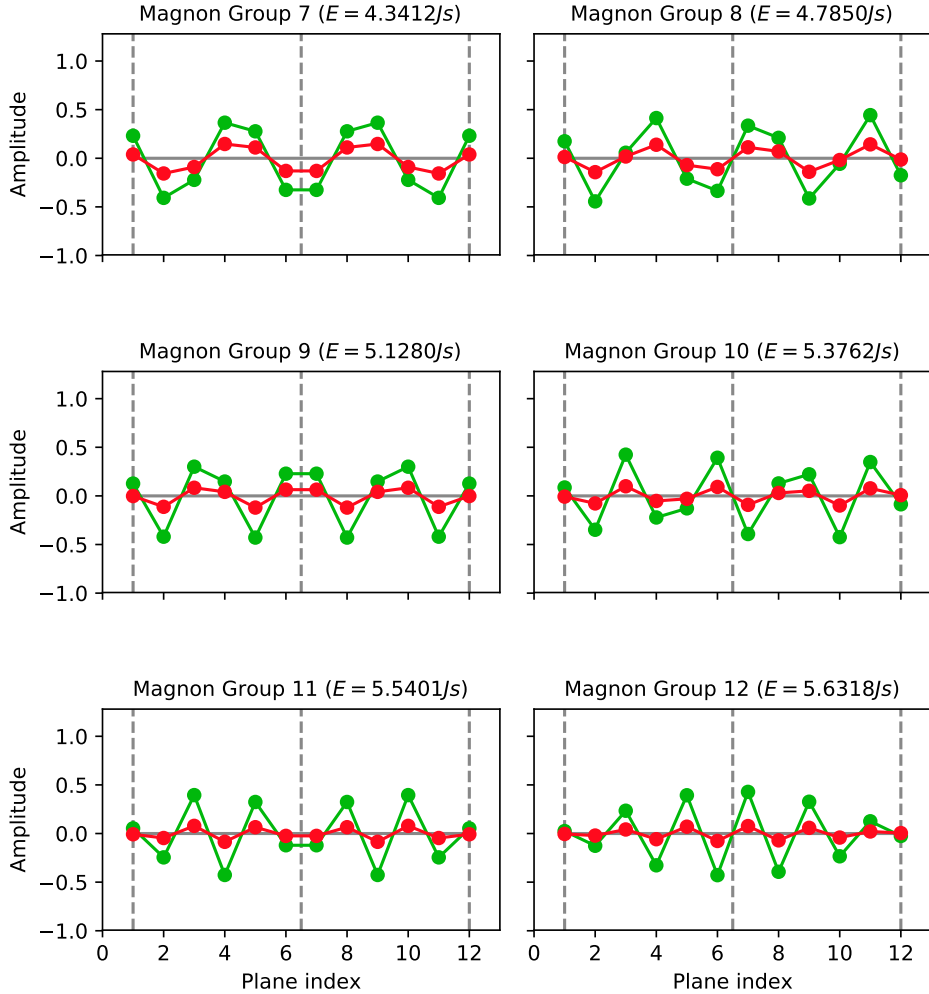 Magnon Group 7 (E = 4.3412Js)
Magnon Group 8 (E = 4.7850Js)
Amplitude
1.0
0.5
0.0
−0.5
−1.0
Magnon Group 9 (E = 5.1280Js)
Magnon Group 10 (E = 5.3762Js)
Amplitude
1.0
0.5
0.0
−0.5
−1.0
Magnon Group 11 (E = 5.5401Js)
Magnon Group 12 (E = 5.6318Js)
Amplitude
1.0
0.5
0.0
−0.5
−1.0
0 2 4 6 8 10 12
2 4 6 8 10 12
Plane index
Plane index